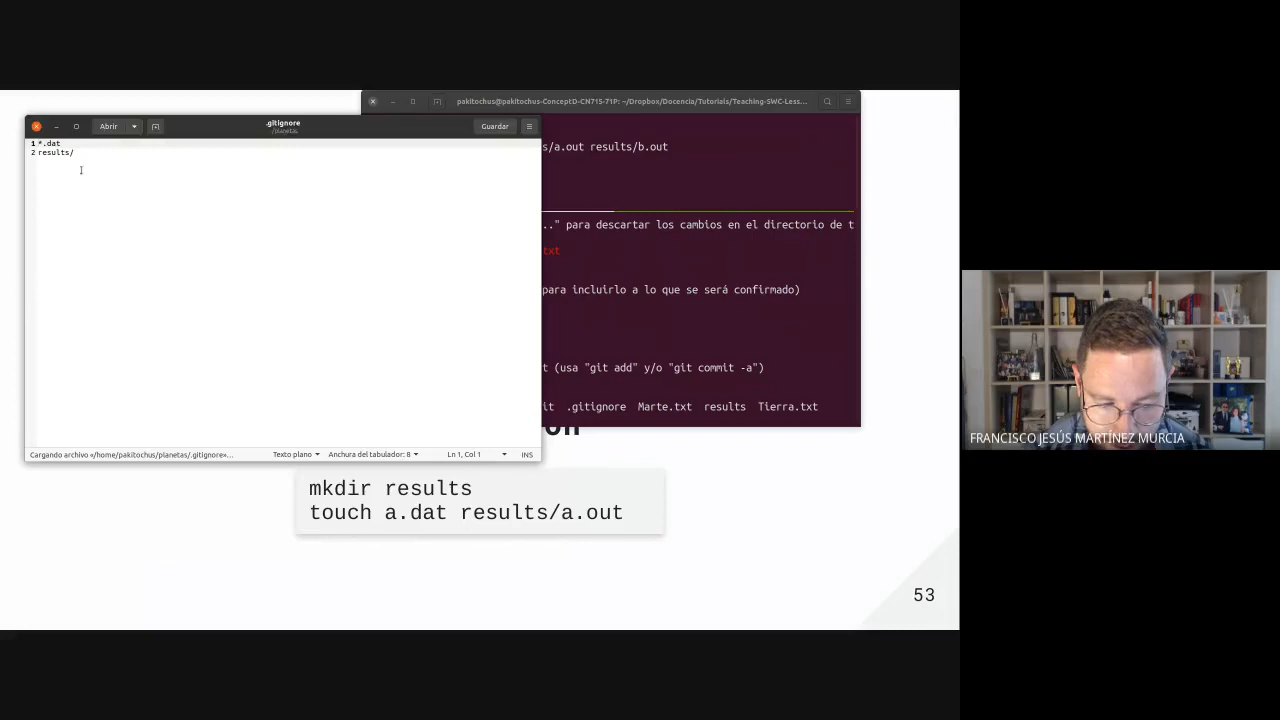 pakitochus@pakitochus-ConceptD-CN715-71P: ~/Dropbox/Docencia/Tutorials/Teaching-SWC-Less...
Abrir
.gitignore
~/planetas
Guardar
1 *.dat
2 results/
s/a.out results/b.out
.." para descartar los cambios en el directorio de t
txt
para incluirlo a lo que se será confirmado)
t (usa "git add" y/o "git commit -a")
it .gitignore Marte.txt results Tierra.txt
Cargando archivo «/home/pakitochus/planetas/.gitignore»...
Texto plano
Anchura del tabulador: 8
Ln 1, Col 1
INS
mkdir results
touch a.dat results/a.out
53
FRANCISCO JESÚS MARTÍNEZ MURCIA